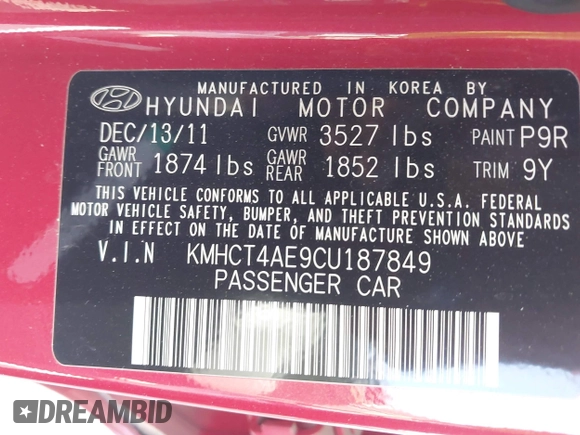 MANUFACTURED IN KOREA BY
HYUNDAI MOTOR COMPANY
DEC/13/11 GVWR 3527 lbs PAINT P9R
GAWR FRONT 1874 lbs GAWR REAR 1852 lbs TRIM 9Y
THIS VEHICLE CONFORMS TO ALL APPLICABLE U.S.A. FEDERAL
MOTOR VEHICLE SAFETY, BUMPER, AND THEFT PREVENTION STANDARDS
IN EFFECT ON THE DATE OF MANUFACTURE SHOWN ABOVE.
V.I.N KMHCT4AE9CU187849
PASSENGER CAR
DREAMBID